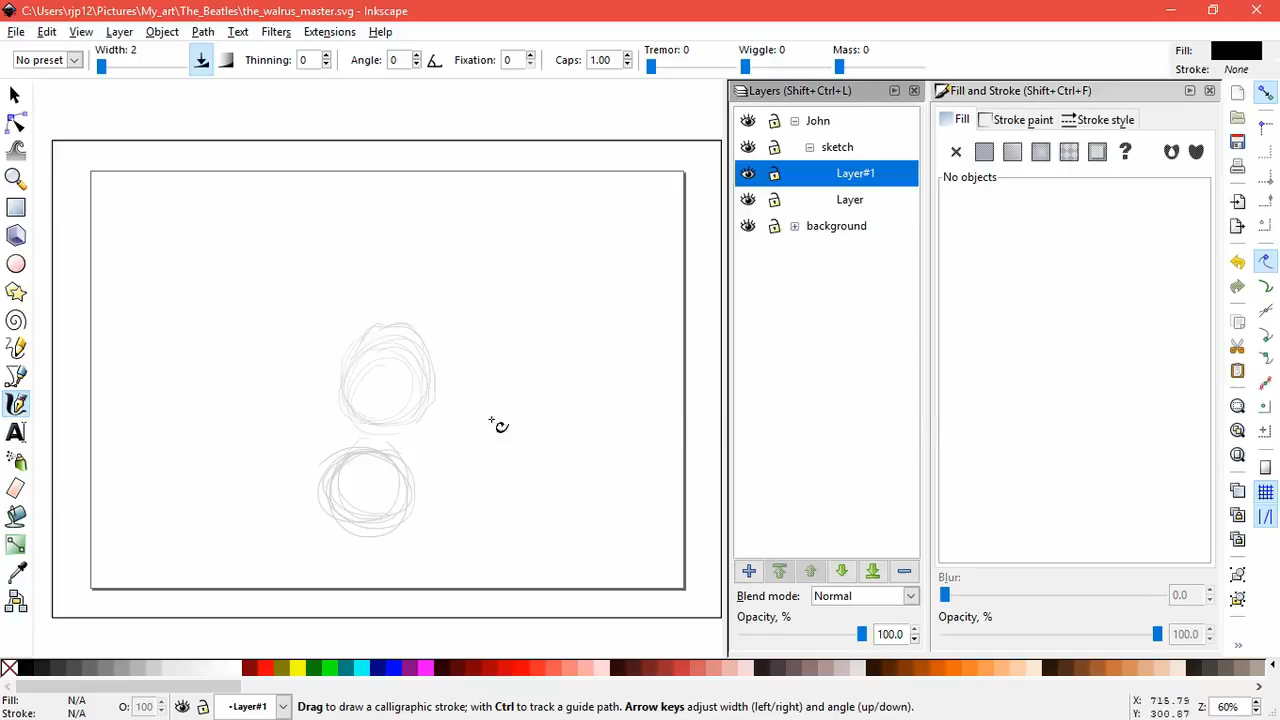 C:\Users\rjp12\Pictures\My_art\The_Beatles\the_walrus_master.svg - Inkscape
File Edit View Layer Object Path Text Filters Extensions Help
No preset Width: 2 Thinning: 0 Angle: 0 Fixation: 0 Caps: 1.00 Tremor: 0 Wiggle: 0 Mass: 0 Fill:
Stroke: None
Layers (Shift+Ctrl+L) Fill and Stroke (Shift+Ctrl+F)
John Fill Stroke paint Stroke style
sketch ?
Layer#1 No objects
Layer
background
Blur: 0.0
Blend mode: Normal
Opacity, % Opacity, %
100.0 100.0
Fill: N/A
Stroke: N/A
O: 100 •Layer#1 Drag to draw a calligraphic stroke; with Ctrl to track a guide path. Arrow keys adjust width (left/right) and angle (up/down).
X: 715.79
Y: 300.87
Z: 60%